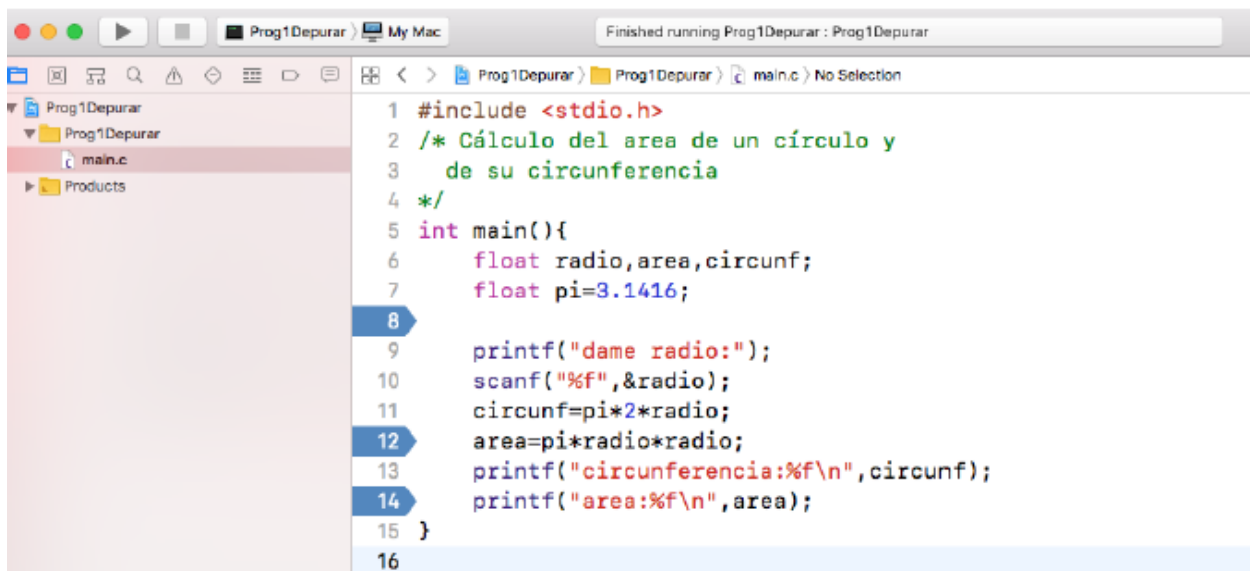 Prog1Depurar 〉 My Mac
Finished running Prog1Depurar : Prog1Depurar
Prog1Depurar 〉 Prog1Depurar 〉 main.c 〉 No Selection
Prog1Depurar
Prog1Depurar
main.c
Products
1 #include <stdio.h>
2 /* Cálculo del area de un círculo y
3 de su circunferencia
4 */
5 int main(){
6 float radio,area,circunf;
7 float pi=3.1416;
8
9 printf("dame radio:");
10 scanf("%f",&radio);
11 circunf=pi*2*radio;
12 area=pi*radio*radio;
13 printf("circunferencia:%f\n",circunf);
14 printf("area:%f\n",area);
15 }
16